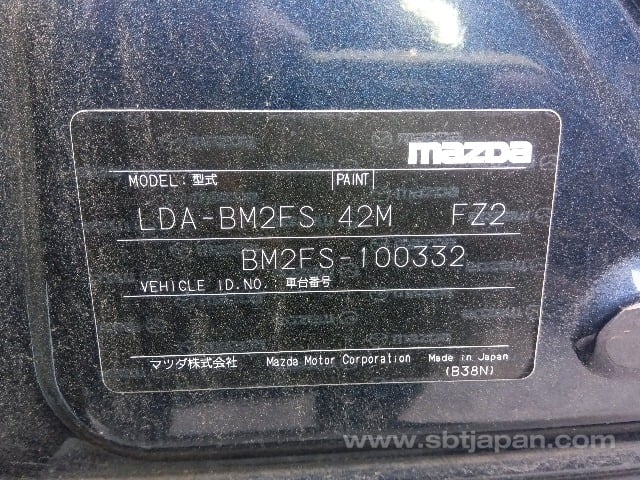 mazda
MODEL: 型式 PAINT
LDA-BM2FS 42M FZ2
BM2FS-100332
VEHICLE ID.NO.: 車台番号
マツダ株式会社 Mazda Motor Corporation Made in Japan
(B38N)
www.sbtjapan.com